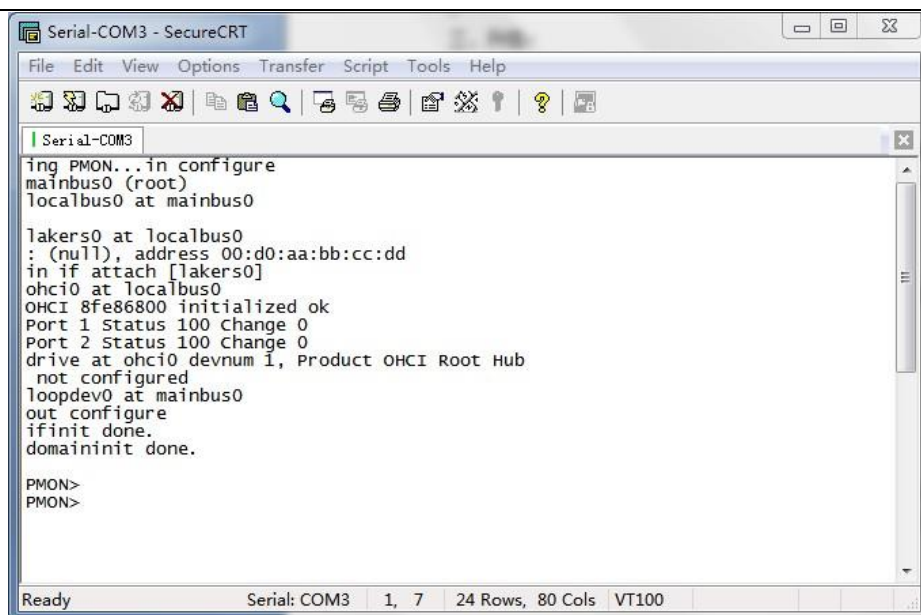 Serial-COM3 - SecureCRT
File Edit View Options Transfer Script Tools Help
Serial-COM3
ing PMON...in configure
mainbus0 (root)
localbus0 at mainbus0
lakers0 at localbus0
: (null), address 00:d0:aa:bb:cc:dd
in if attach [lakers0]
ohci0 at localbus0
OHCI 8fe86800 initialized ok
Port 1 Status 100 Change 0
Port 2 Status 100 Change 0
drive at ohci0 devnum 1, Product OHCI Root Hub
not configured
loopdev0 at mainbus0
out configure
ifinit done.
domaininit done.
PMON>
PMON>
Ready Serial: COM3 1, 7 24 Rows, 80 Cols VT100